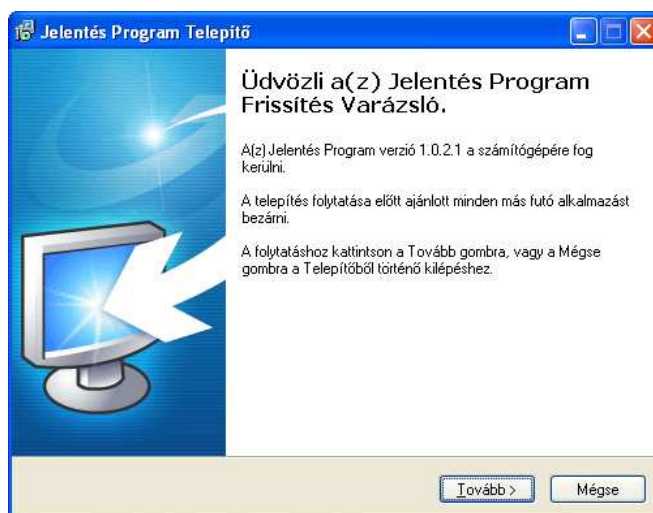 Jelentés Program Telepítő
Üdvözli a(z) Jelentés Program
Frissítés Varázsló.
A(z) Jelentés Program verzió 1.0.2.1 a számítógépére fog
kerülni.
A telepítés folytatása előtt ajánlott minden más futó alkalmazást
bezárni.
A folytatáshoz kattintson a Tovább gombra, vagy a Mégse
gombra a Telepítőből történő kilépéshez.
Tovább >
Mégse